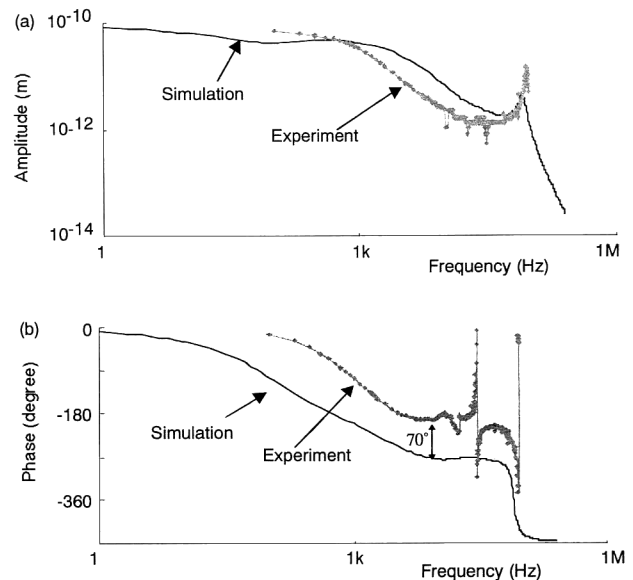 (a)
10-10
Amplitude (m)
10-12
10-14
Simulation
Experiment
1
1k
1M
Frequency (Hz)
(b)
0
Phase (degree)
-180
-360
Simulation
Experiment
70°
1
1k
1M
Frequency (Hz)